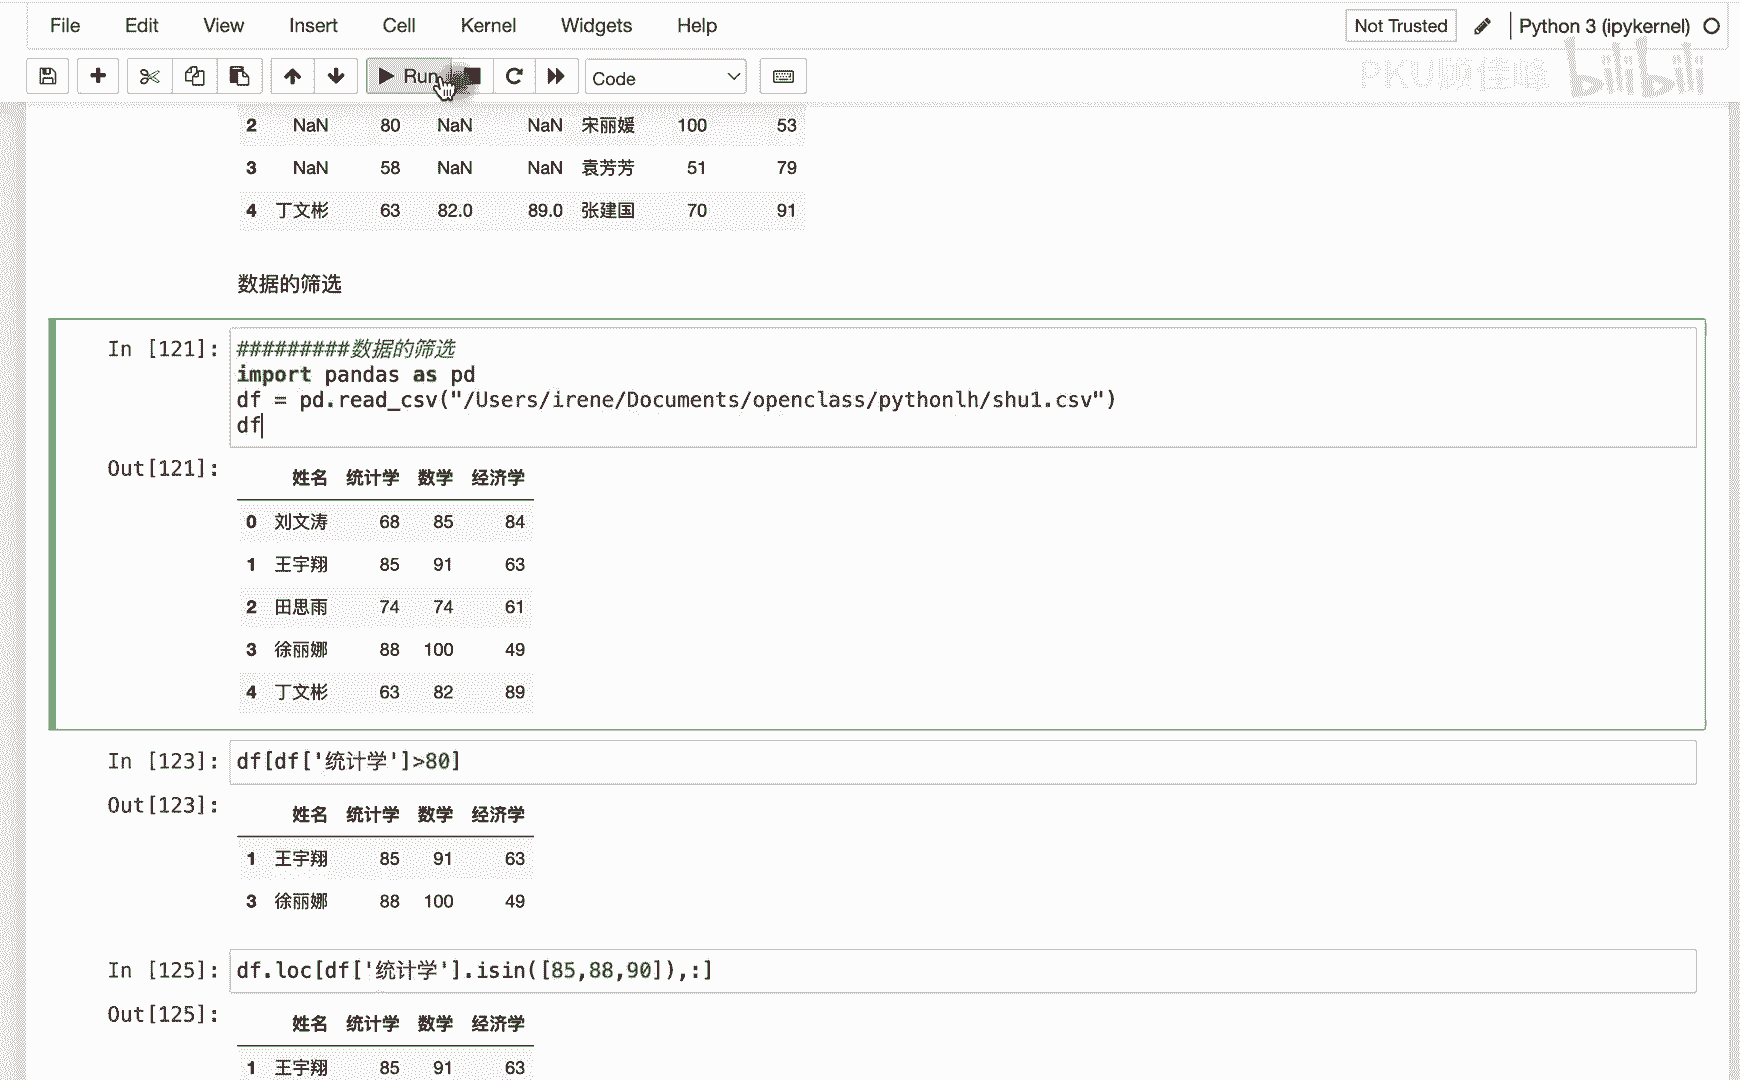 File Edit View Insert Cell Kernel Widgets Help Not Trusted Python 3 (ipykernel)
Run Code PKU顾佳峰 bilibili
2 NaN 80 NaN NaN 宋丽媛 100 53
3 NaN 58 NaN NaN 袁芳芳 51 79
4 丁文彬 63 82.0 89.0 张建国 70 91
数据的筛选
In [121]: #########数据的筛选
import pandas as pd
df = pd.read_csv("/Users/irene/Documents/openclass/pythonlh/shu1.csv")
df
Out[121]:
姓名 统计学 数学 经济学
0 刘文涛 68 85 84
1 王宇翔 85 91 63
2 田思雨 74 74 61
3 徐丽娜 88 100 49
4 丁文彬 63 82 89
In [123]: df[df['统计学']>80]
Out[123]:
姓名 统计学 数学 经济学
1 王宇翔 85 91 63
3 徐丽娜 88 100 49
In [125]: df.loc[df['统计学'].isin([85,88,90]),:]
Out[125]:
姓名 统计学 数学 经济学
1 王宇翔 85 91 63